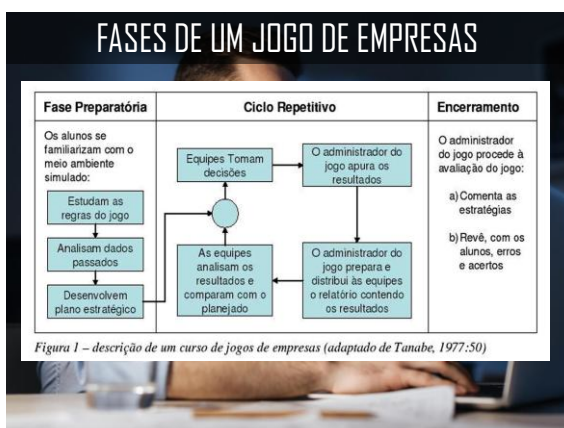 FASES DE UM JOGO DE EMPRESAS
Fase Preparatória
Os alunos se
familiarizam com o
meio ambiente
simulado:
Estudam as
regras do jogo
Analisam dados
passados
Desenvolvem
plano estratégico
Ciclo Repetitivo
Equipes Tomam
decisões
O administrador do
jogo apura os
resultados
O administrador do
jogo prepara e
distribui às equipes
o relatório contendo
os resultados
As equipes
analisam os
resultados e
comparam com o
planejado
Encerramento
O administrador
do jogo procede à
avaliação do jogo:
a) Comenta as
estratégias
b) Revê, com os
alunos, erros
e acertos
Figura 1 – descrição de um curso de jogos de empresas (adaptado de Tanabe, 1977:50)